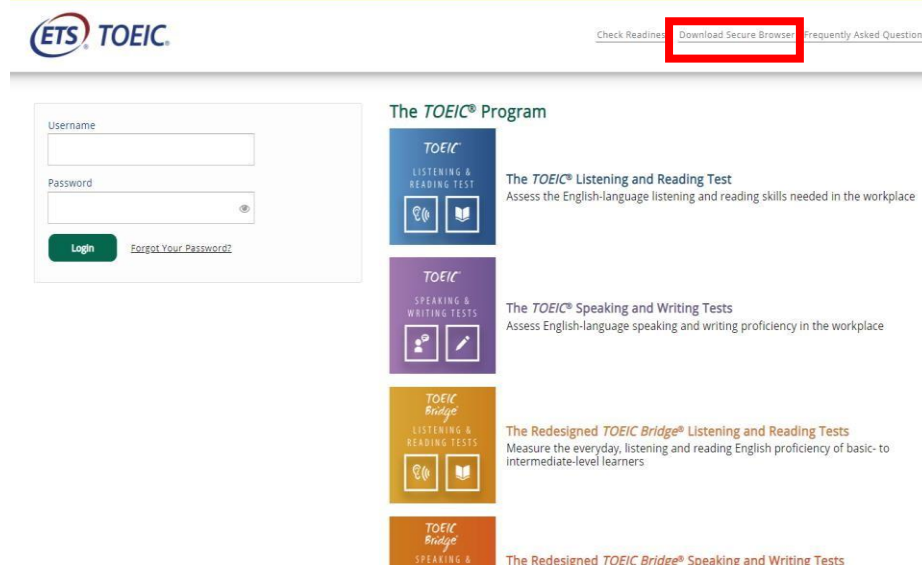 ETS® TOEIC®
Check Readines Download Secure Browser Frequently Asked Question
Username
Password
Login Forgot Your Password?
The TOEIC® Program
TOEIC®
LISTENING &
READING TEST
The TOEIC® Listening and Reading Test
Assess the English-language listening and reading skills needed in the workplace
TOEIC®
SPEAKING &
WRITING TESTS
The TOEIC® Speaking and Writing Tests
Assess English-language speaking and writing proficiency in the workplace
TOEIC
Bridge®
LISTENING &
READING TESTS
The Redesigned TOEIC Bridge® Listening and Reading Tests
Measure the everyday, listening and reading English proficiency of basic- to
intermediate-level learners
TOEIC
Bridge®
SPEAKING &
The Redesigned TOEIC Bridge® Speaking and Writing Tests